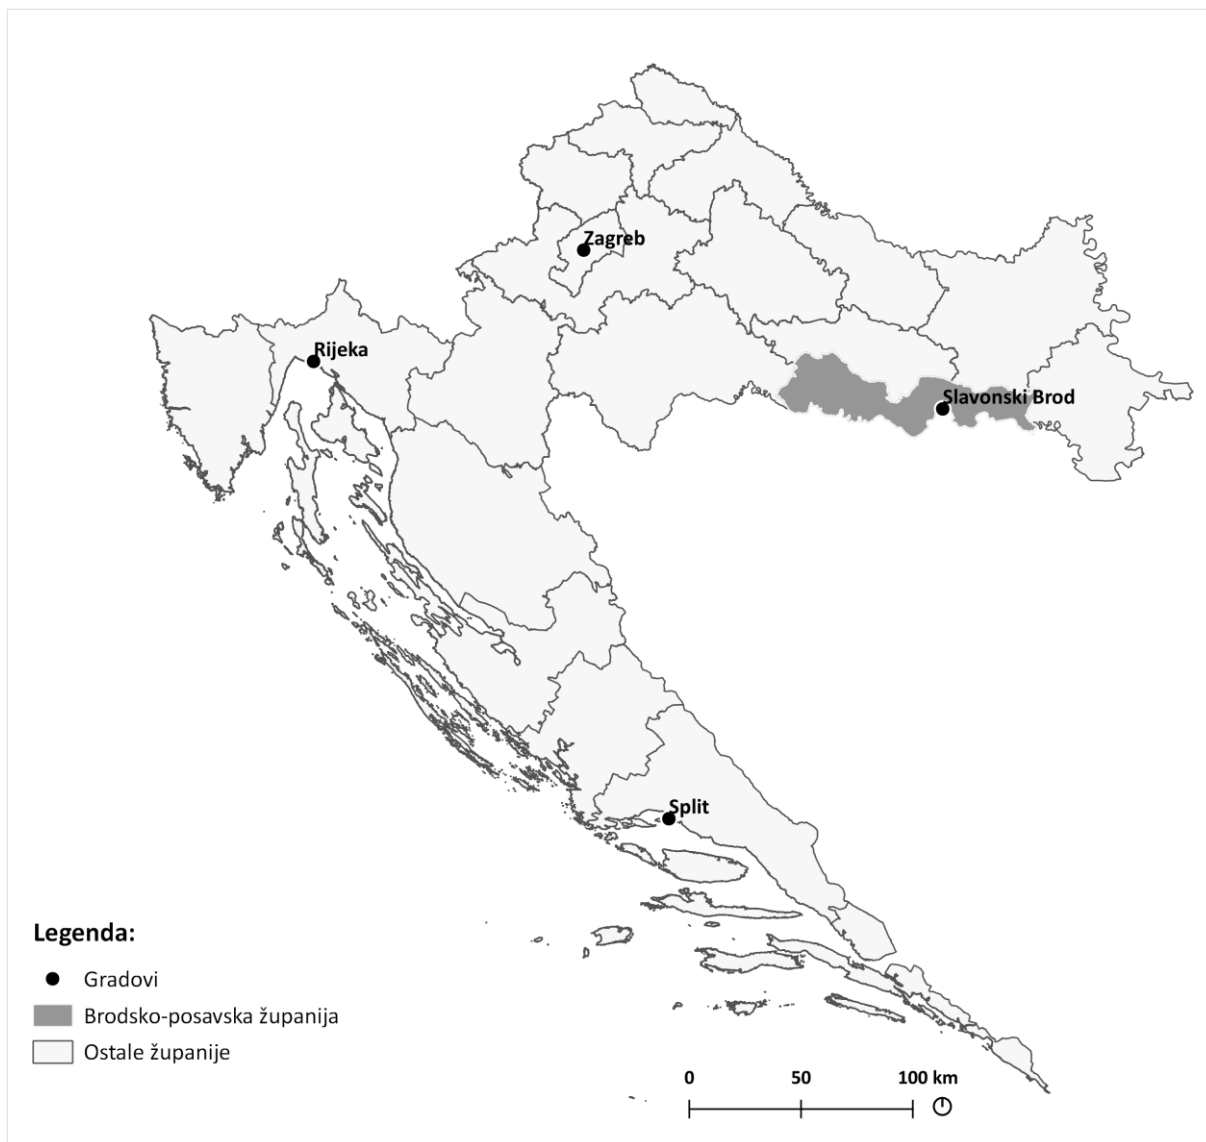 Zagreb
Rijeka
Slavonski Brod
Split
Legenda:
Gradovi
Brodsko-posavska županija
Ostale županije
0 50 100 km